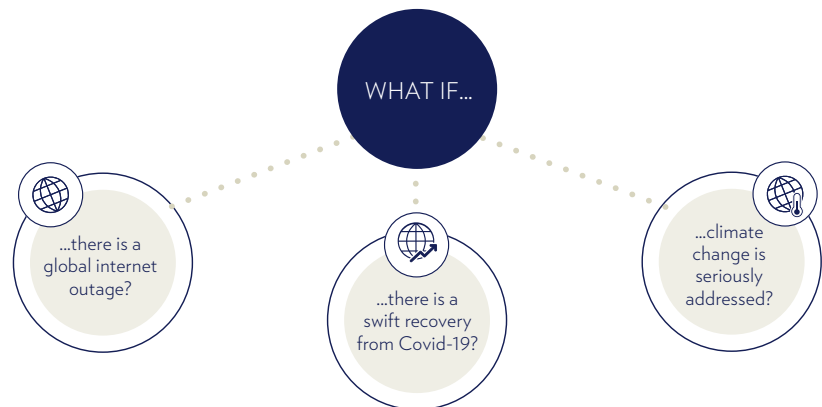 WHAT IF...
...there is a
global internet
outage?
...there is a
swift recovery
from Covid-19?
...climate
change is
seriously
addressed?